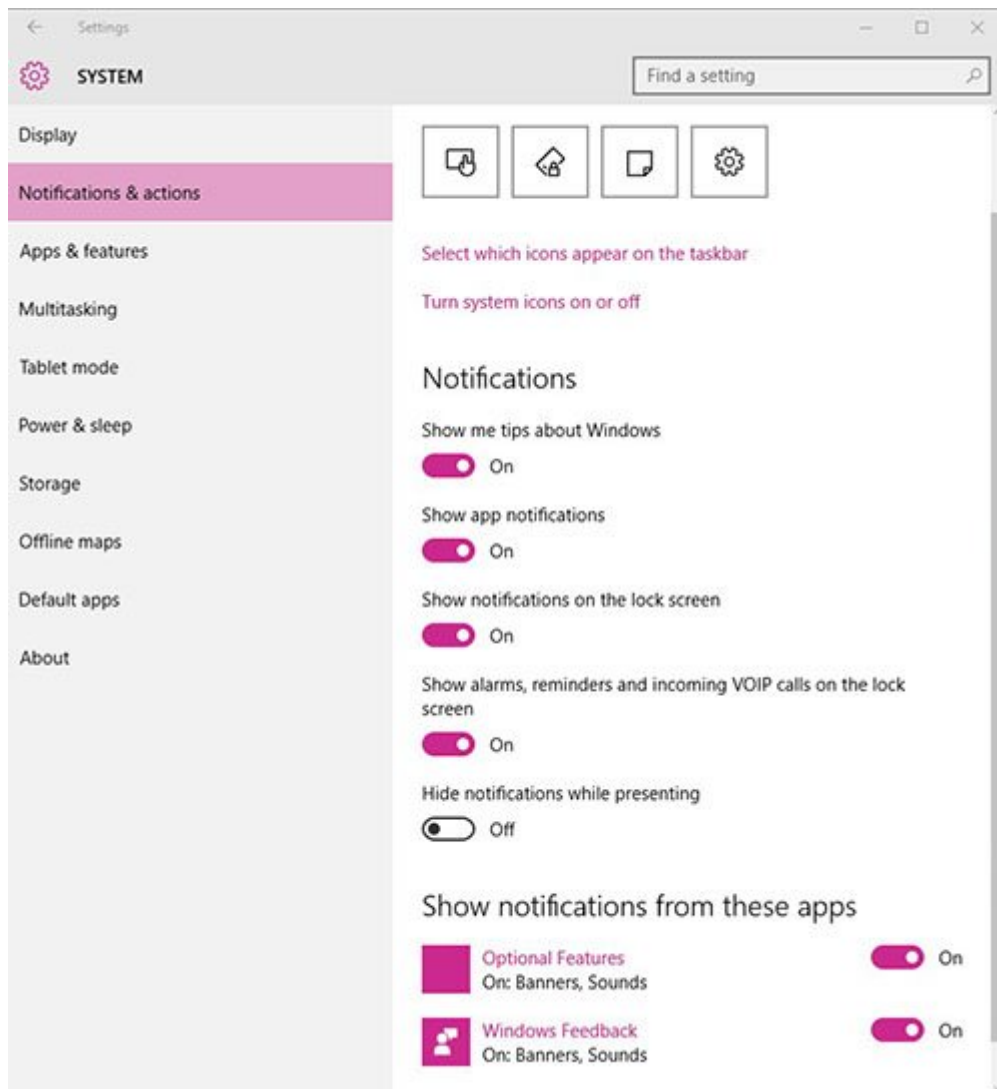 Settings
SYSTEM
Find a setting
Display
Notifications & actions
Apps & features
Multitasking
Tablet mode
Power & sleep
Storage
Offline maps
Default apps
About
Select which icons appear on the taskbar
Turn system icons on or off
Notifications
Show me tips about Windows
On
Show app notifications
On
Show notifications on the lock screen
On
Show alarms, reminders and incoming VOIP calls on the lock
screen
On
Hide notifications while presenting
Off
Show notifications from these apps
Optional Features
On
On: Banners, Sounds
Windows Feedback
On
On: Banners, Sounds